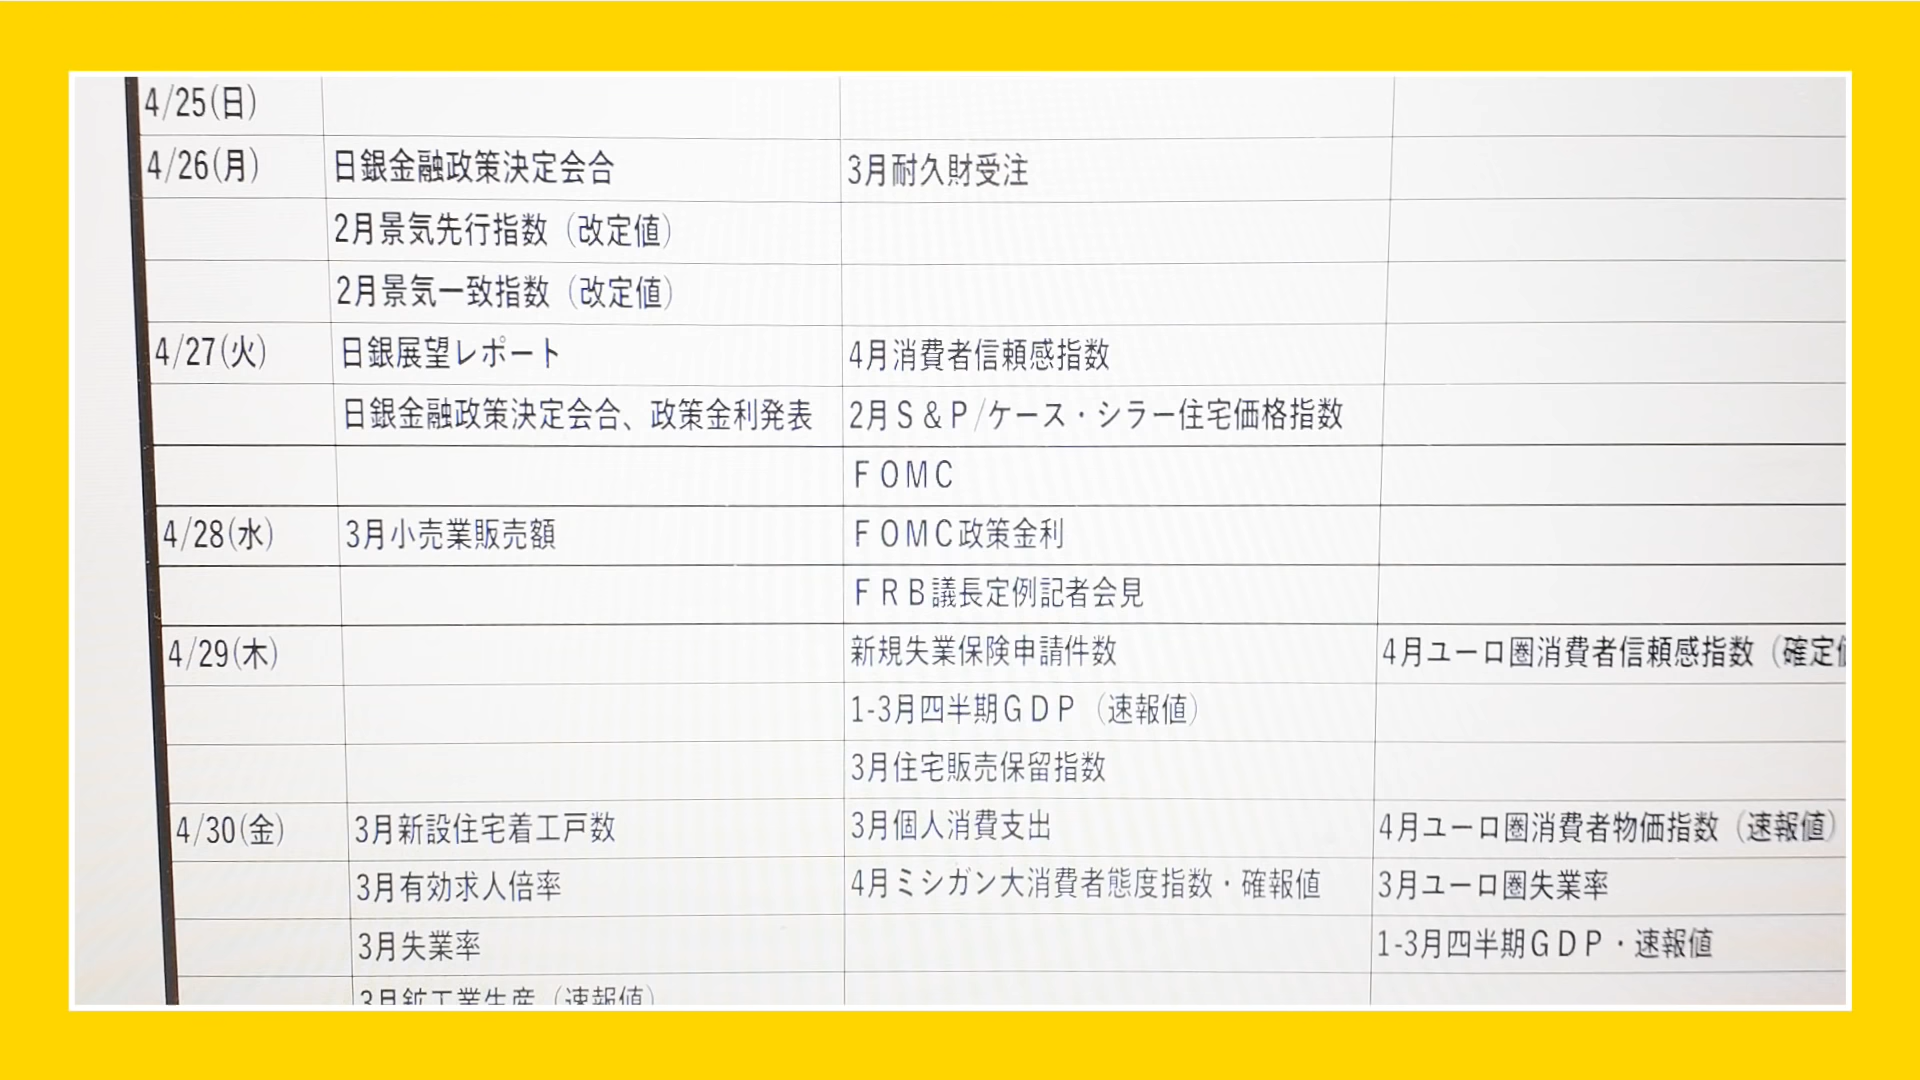 4/25(日)
4/26(月) 日銀金融政策決定会合 3月耐久財受注
2月景気先行指数（改定値）
2月景気一致指数（改定値）
4/27(火) 日銀展望レポート 4月消費者信頼感指数
日銀金融政策決定会合、政策金利発表 2月Ｓ＆Ｐ/ケース・シラー住宅価格指数
ＦＯＭＣ
4/28(水) 3月小売業販売額 ＦＯＭＣ政策金利
ＦＲＢ議長定例記者会見
4/29(木) 新規失業保険申請件数 4月ユーロ圏消費者信頼感指数（確定
1-3月四半期ＧＤＰ（速報値）
3月住宅販売保留指数
4/30(金) 3月新設住宅着工戸数 3月個人消費支出 4月ユーロ圏消費者物価指数（速報値）
3月有効求人倍率 4月ミシガン大消費者態度指数・確報値 3月ユーロ圏失業率
3月失業率 1-3月四半期ＧＤＰ・速報値
3月鉱工業生産（速報値）